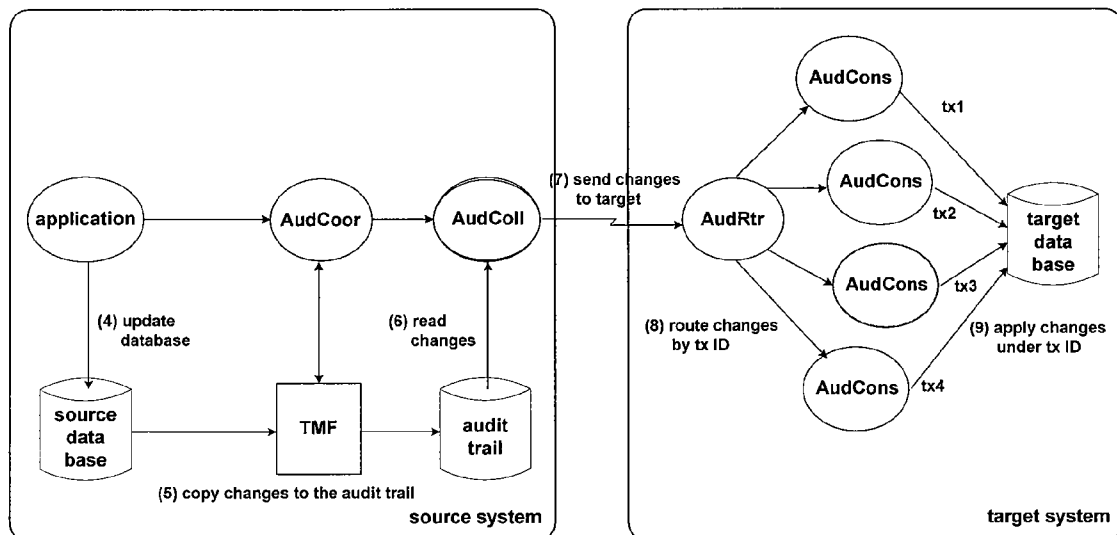 AudCons
tx1
(7) send changes
to target
application
AudCoor
AudColl
AudRtr
AudCons
tx2
target
data
base
(4) update
database
(6) read
changes
AudCons
tx3
(8) route changes
by tx ID
(9) apply changes
under tx ID
AudCons
tx4
source
data
base
TMF
audit
trail
(5) copy changes to the audit trail
source system
target system